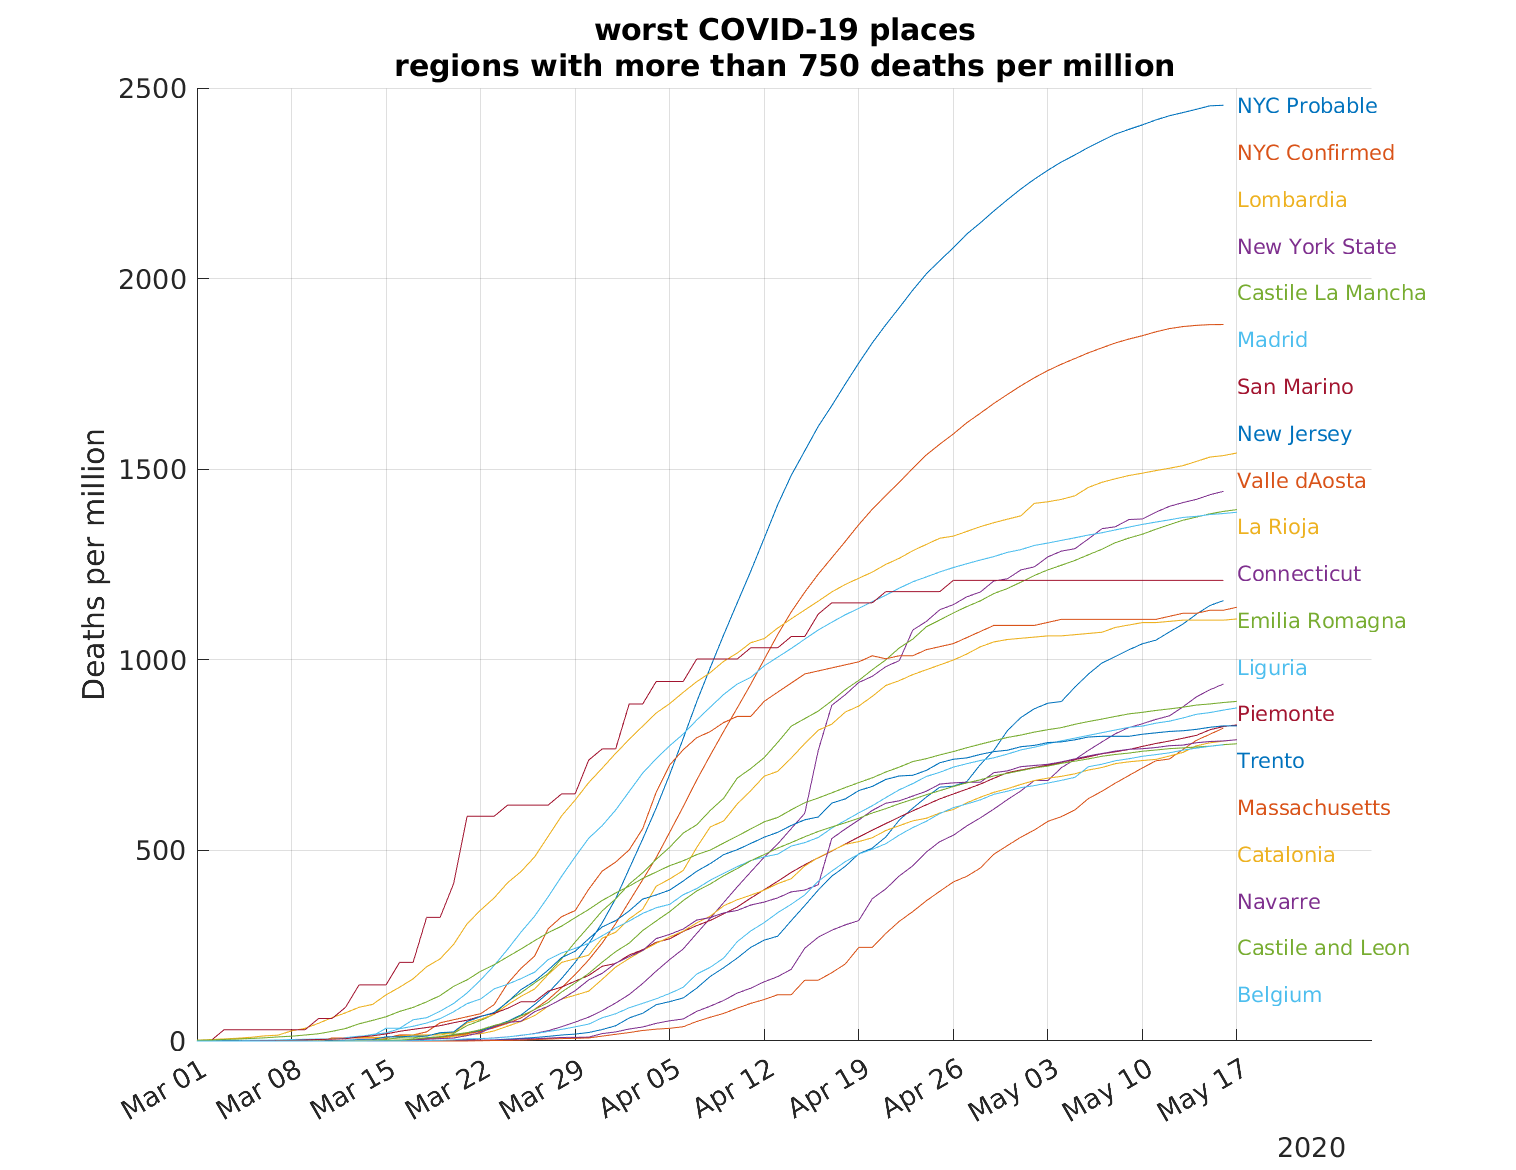 worst COVID-19 places
regions with more than 750 deaths per million
2500
2000
1500
1000
500
0
Deaths per million
NYC Probable
NYC Confirmed
Lombardia
New York State
Castile La Mancha
Madrid
San Marino
New Jersey
Valle dAosta
La Rioja
Connecticut
Emilia Romagna
Liguria
Piemonte
Trento
Massachusetts
Catalonia
Navarre
Castile and Leon
Belgium
Mar 01
Mar 08
Mar 15
Mar 22
Mar 29
Apr 05
Apr 12
Apr 19
Apr 26
May 03
May 10
May 17
2020